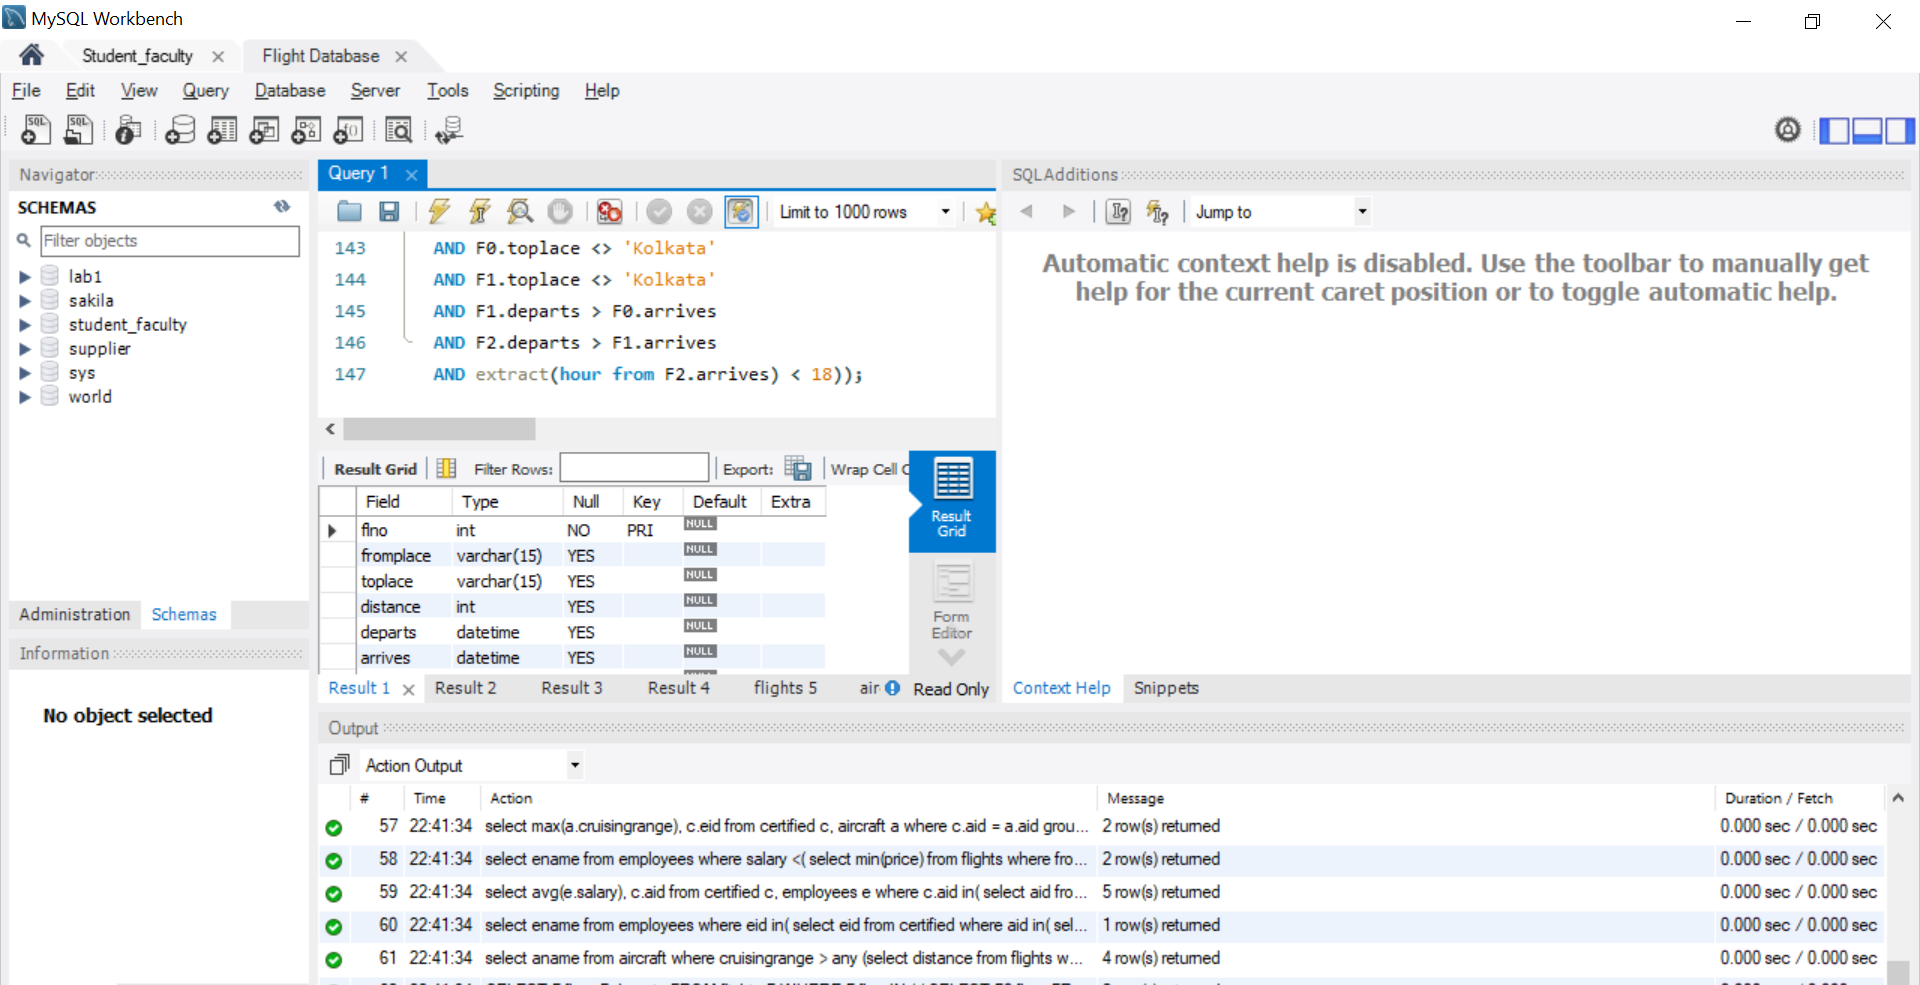 MySQL Workbench
Student_faculty
Flight Database
File Edit View Query Database Server Tools Scripting Help
Navigator
SCHEMAS
Filter objects
lab1
sakila
student_faculty
supplier
sys
world
Administration Schemas
Information
No object selected
Query 1
Limit to 1000 rows
143 AND F0.toplace <> 'Kolkata'
144 AND F1.toplace <> 'Kolkata'
145 AND F1.departs > F0.arrives
146 AND F2.departs > F1.arrives
147 AND extract(hour from F2.arrives) < 18));
Result Grid Filter Rows: Export: Wrap Cell C
Field Type Null Key Default Extra
flno int NO PRI NULL
fromplace varchar(15) YES NULL
toplace varchar(15) YES NULL
distance int YES NULL
departs datetime YES NULL
arrives datetime YES NULL
Result
Grid
Form
Editor
Result 1 Result 2 Result 3 Result 4 flights 5 air Read Only
SQLAdditions
Jump to
Automatic context help is disabled. Use the toolbar to manually get
help for the current caret position or to toggle automatic help.
Context Help Snippets
Output
Action Output
# Time Action Message Duration / Fetch
57 22:41:34 select max(a.cruisingrange), c.eid from certified c, aircraft a where c.aid = a.aid grou... 2 row(s) returned 0.000 sec / 0.000 sec
58 22:41:34 select ename from employees where salary <( select min(price) from flights where fro... 2 row(s) returned 0.000 sec / 0.000 sec
59 22:41:34 select avg(e.salary), c.aid from certified c, employees e where c.aid in( select aid fro... 5 row(s) returned 0.000 sec / 0.000 sec
60 22:41:34 select ename from employees where eid in( select eid from certified where aid in( sel... 1 row(s) returned 0.000 sec / 0.000 sec
61 22:41:34 select aname from aircraft where cruisingrange > any (select distance from flights w... 4 row(s) returned 0.000 sec / 0.000 sec